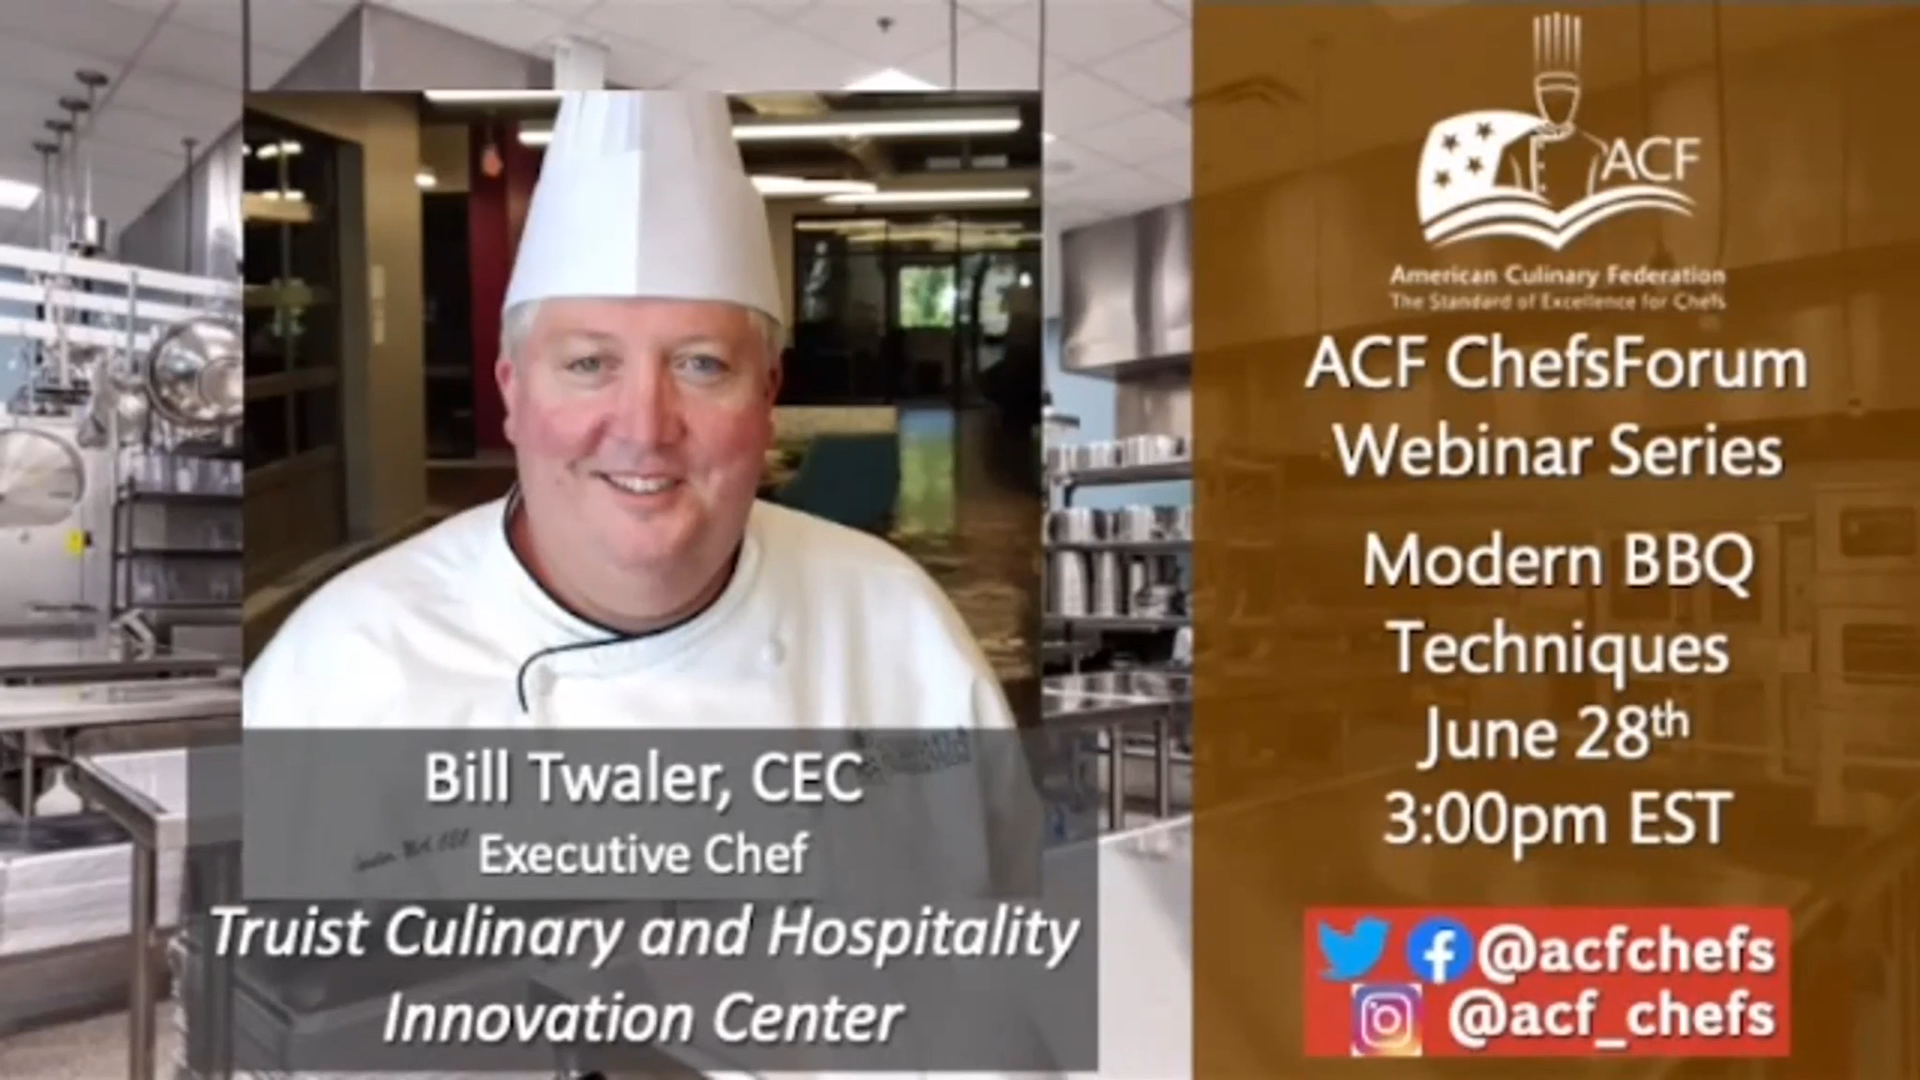 ACF
American Culinary Federation
The Standard of Excellence for Chefs
ACF ChefsForum
Webinar Series
Modern BBQ
Techniques
June 28th
3:00pm EST
@acfchefs
@acf_chefs
Bill Twaler, CEC
Executive Chef
Truist Culinary and Hospitality
Innovation Center